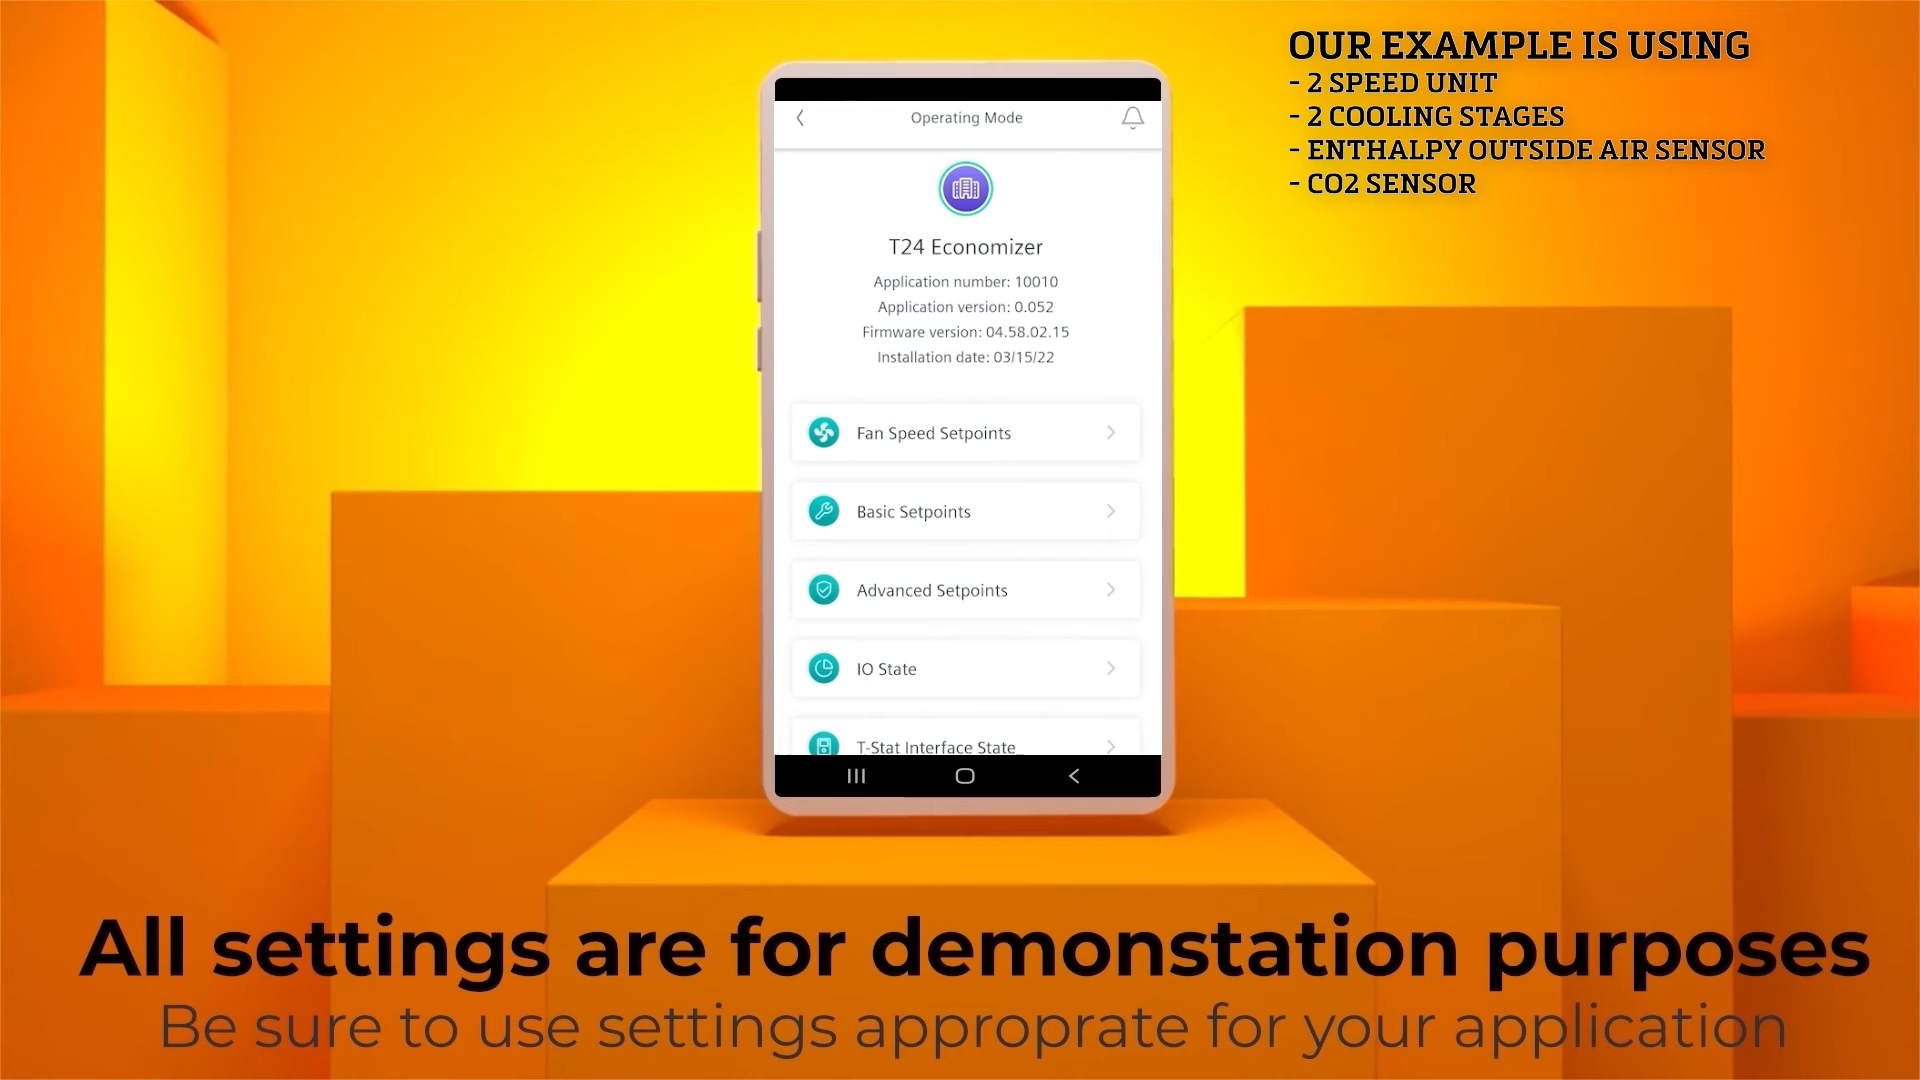 OUR EXAMPLE IS USING
- 2 SPEED UNIT
- 2 COOLING STAGES
- ENTHALPY OUTSIDE AIR SENSOR
- CO2 SENSOR
Operating Mode
T24 Economizer
Application number: 10010
Application version: 0.052
Firmware version: 04.58.02.15
Installation date: 03/15/22
Fan Speed Setpoints
Basic Setpoints
Advanced Setpoints
IO State
T-Stat Interface State_
All settings are for demonstation purposes
Be sure to use settings approprate for your application